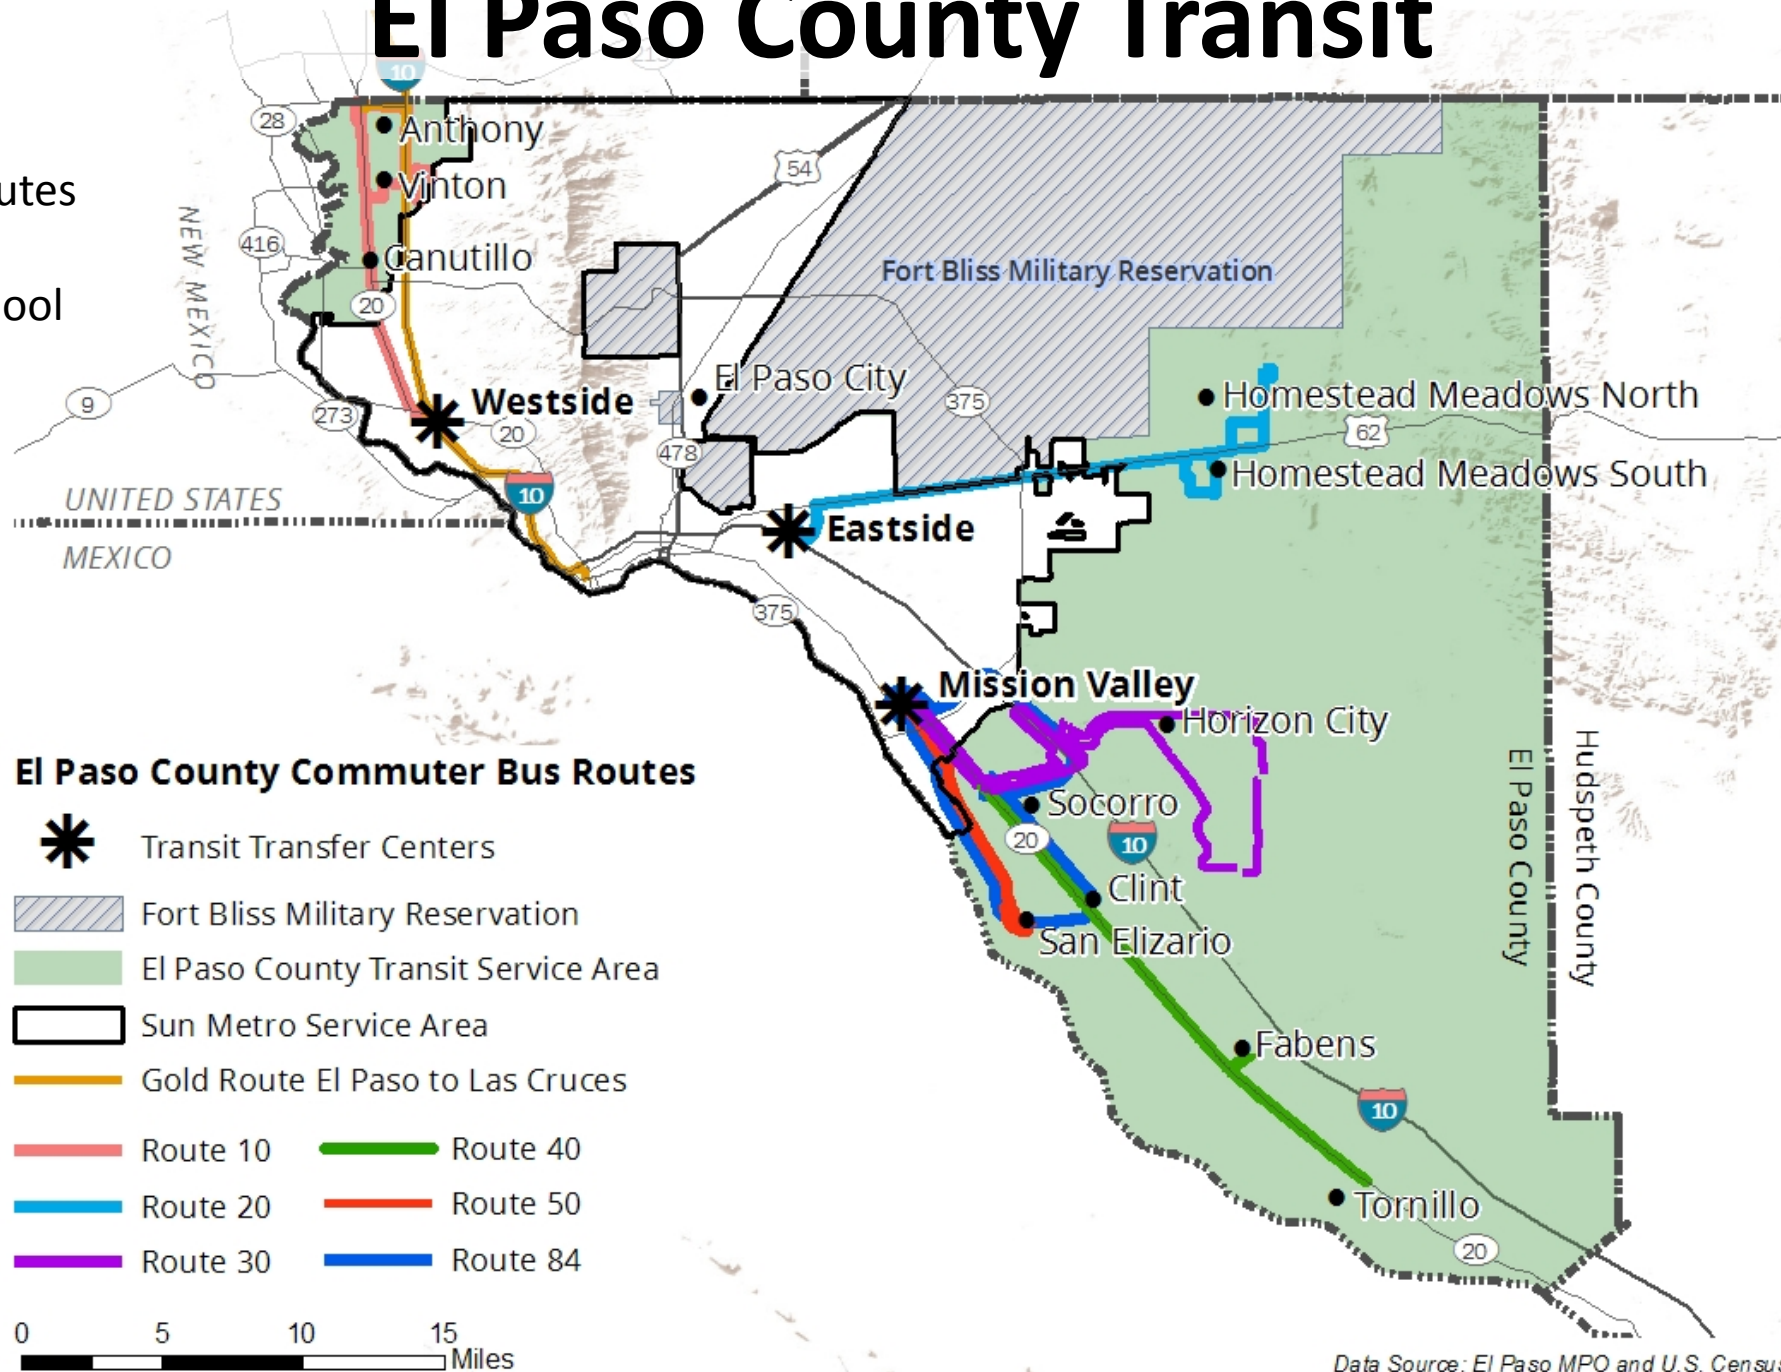 El Paso County Transit
utes
ool
10
213
28
Anthony
54
Vinton
NEW MEXICO
416
Canutillo
Fort Bliss Military Reservation
20
El Paso City
9
273
Westside
20
375
Homestead Meadows North
62
478
Homestead Meadows South
UNITED STATES
10
Eastside
MEXICO
375
Mission Valley
Horizon City
El Paso County
Hudspeth County
Socorro
20
10
Clint
San Elizario
Fabens
10
Tornillo
20
El Paso County Commuter Bus Routes
Transit Transfer Centers
Fort Bliss Military Reservation
El Paso County Transit Service Area
Sun Metro Service Area
Gold Route El Paso to Las Cruces
Route 10 Route 40
Route 20 Route 50
Route 30 Route 84
0 5 10 15
Miles
Data Source: El Paso MPO and U.S. Census